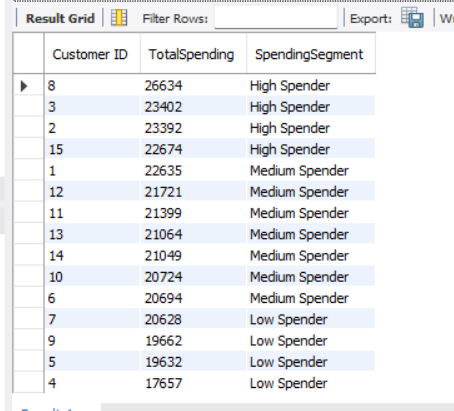 Result Grid Filter Rows: Export:
Customer ID TotalSpending SpendingSegment
8 26634 High Spender
3 23402 High Spender
2 23392 High Spender
15 22674 High Spender
1 22635 Medium Spender
12 21721 Medium Spender
11 21399 Medium Spender
13 21064 Medium Spender
14 21049 Medium Spender
10 20724 Medium Spender
6 20694 Medium Spender
7 20628 Low Spender
9 19662 Low Spender
5 19632 Low Spender
4 17657 Low Spender